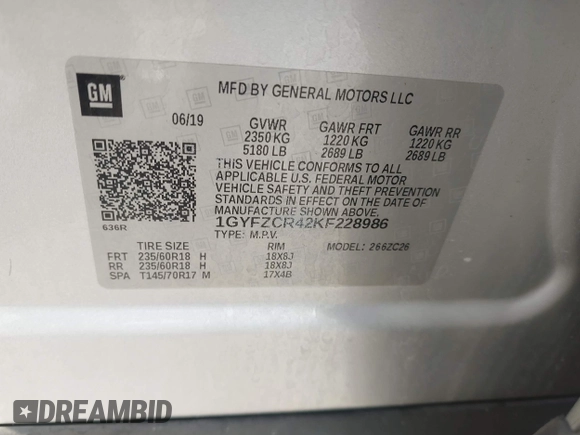 GM
MFD BY GENERAL MOTORS LLC
06/19
GVWR GAWR FRT GAWR RR
2350 KG 1220 KG 1220 KG
5180 LB 2689 LB 2689 LB
THIS VEHICLE CONFORMS TO ALL
APPLICABLE U.S. FEDERAL MOTOR
VEHICLE SAFETY AND THEFT PREVENTION
STANDARDS IN EFFECT ON THE DATE OF
MANUFACTURE SHOWN ABOVE.
1GYFZCR42KF228986
636R
TYPE: M.P.V. MODEL: 266ZC26
TIRE SIZE RIM
FRT 235/60R18 H 18X8J
RR 235/60R18 H 18X8J
SPA T145/70R17 M 17X4B
DREAMBID